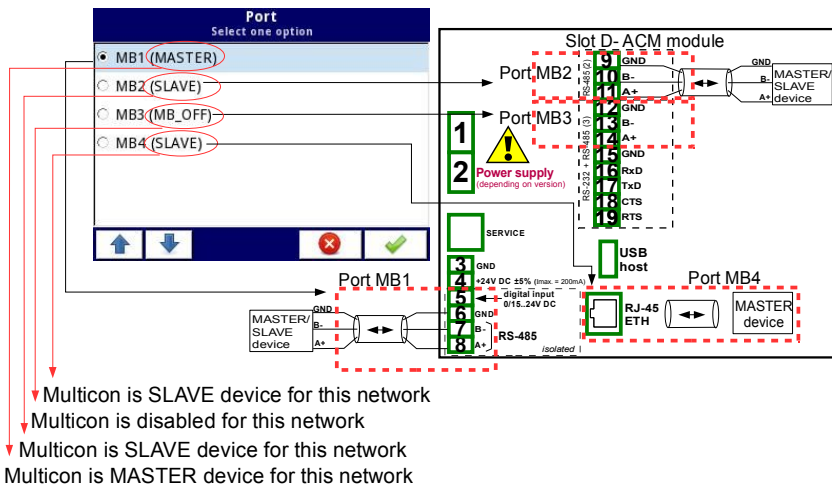 Port
Select one option
MB1 (MASTER)
MB2 (SLAVE)
MB3 (MB_OFF)
MB4 (SLAVE)
Slot D- ACM module
Port MB2
Port MB3
RS-485 (2)
RS-232 + RS-485 (3)
9 GND
10 B-
11 A+
12 GND
13 B-
14 A+
15 GND
16 RxD
17 TxD
18 CTS
19 RTS
GND
B-
A+
MASTER/
SLAVE
device
1
2
Power supply
(depending on version)
SERVICE
USB
host
3 GND
4 +24V DC ±5% (Imax. = 200mA)
5 digital input
0/15..24V DC
6 GND
7 B-
8 A+
RS-485
isolated
Port MB1
MASTER/
SLAVE
device
GND
B-
A+
Port MB4
RJ-45
ETH
MASTER
device
Multicon is SLAVE device for this network
Multicon is disabled for this network
Multicon is SLAVE device for this network
Multicon is MASTER device for this network